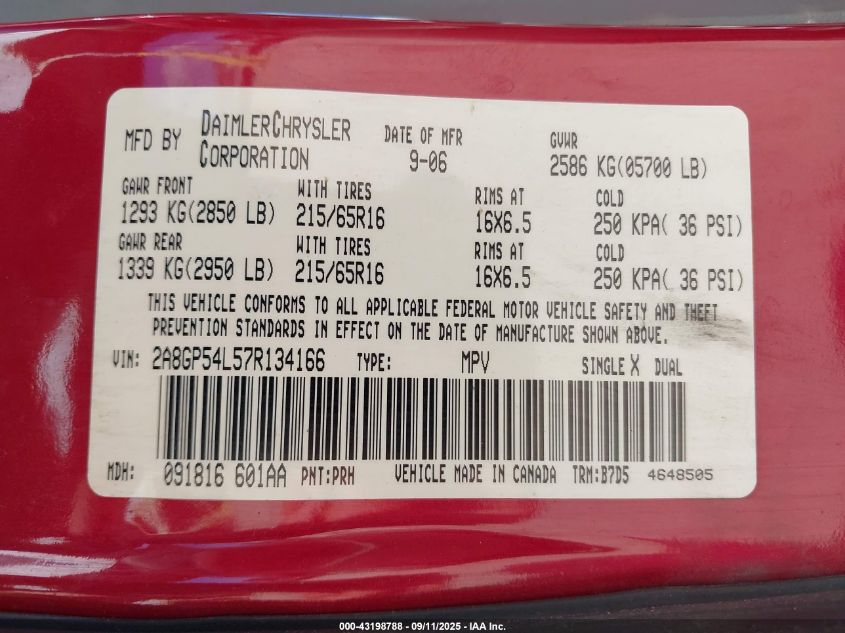 MFD BY DAIMLERCHRYSLER CORPORATION DATE OF MFR 9-06 GVWR 2586 KG(05700 LB)
GAWR FRONT WITH TIRES RIMS AT COLD
1293 KG(2850 LB) 215/65R16 16X6.5 250 KPA( 36 PSI)
GAWR REAR WITH TIRES RIMS AT COLD
1339 KG(2950 LB) 215/65R16 16X6.5 250 KPA( 36 PSI)
THIS VEHICLE CONFORMS TO ALL APPLICABLE FEDERAL MOTOR VEHICLE SAFETY AND THEFT
PREVENTION STANDARDS IN EFFECT ON THE DATE OF MANUFACTURE SHOWN ABOVE.
VIN: 2A8GP54L57R134166 TYPE: MPV SINGLE X DUAL
MDH: 091816 601AA PNT:PRH VEHICLE MADE IN CANADA TRM:B7D5 4648505
000-43198788 - 09/11/2025 - IAA Inc.